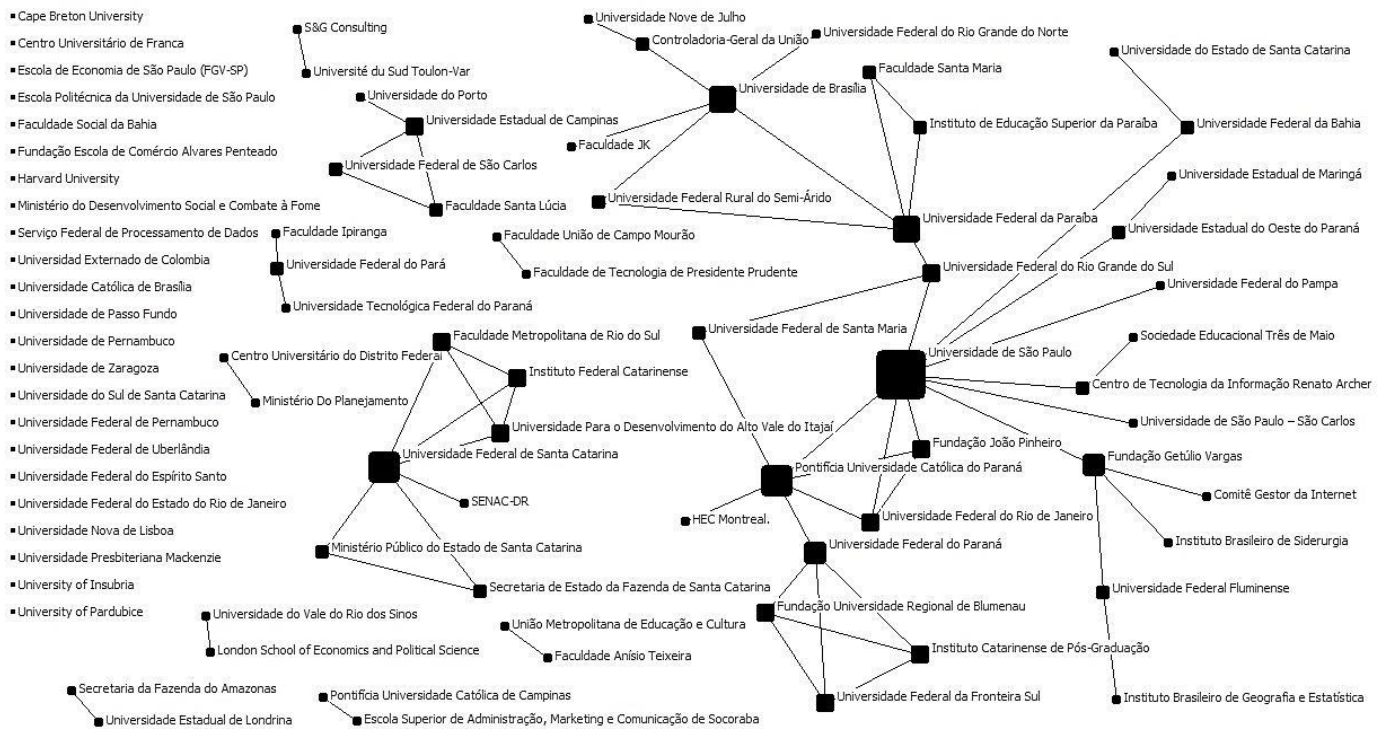 Cape Breton University
Centro Universitário de Franca
Escola de Economia de São Paulo (FGV-SP)
Escola Politécnica da Universidade de São Paulo
Faculdade Social da Bahia
Fundação Escola de Comércio Alvares Penteado
Harvard University
Ministério do Desenvolvimento Social e Combate à Fome
Serviço Federal de Processamento de Dados
Universidad Externado de Colombia
Universidade Católica de Brasília
Universidade de Passo Fundo
Universidade de Pernambuco
Universidade de Zaragoza
Universidade do Sul de Santa Catarina
Universidade Federal de Pernambuco
Universidade Federal de Uberlândia
Universidade Federal do Espírito Santo
Universidade Federal do Estado do Rio de Janeiro
Universidade Nova de Lisboa
Universidade Presbiteriana Mackenzie
University of Insubria
University of Pardubice
S&G Consulting
Université du Sud Toulon-Var
Universidade do Porto
Universidade Estadual de Campinas
Universidade Federal de São Carlos
Faculdade Santa Lúcia
Faculdade Ipiranga
Universidade Federal do Pará
Universidade Tecnológica Federal do Paraná
Faculdade União de Campo Mourão
Faculdade de Tecnologia de Presidente Prudente
Centro Universitário do Distrito Federal
Ministério Do Planejamento
Faculdade Metropolitana de Rio do Sul
Instituto Federal Catarinense
Universidade Para o Desenvolvimento do Alto Vale do Itajaí
Universidade Federal de Santa Catarina
SENAC-DR
Ministério Público do Estado de Santa Catarina
Secretaria de Estado da Fazenda de Santa Catarina
Universidade do Vale do Rio dos Sinos
London School of Economics and Political Science
União Metropolitana de Educação e Cultura
Faculdade Anísio Teixeira
Secretaria da Fazenda do Amazonas
Universidade Estadual de Londrina
Pontifícia Universidade Católica de Campinas
Escola Superior de Administração, Marketing e Comunicação de Socoraba
Universidade Nove de Julho
Controladoria-Geral da União
Universidade Federal do Rio Grande do Norte
Universidade de Brasília
Faculdade JK
Universidade Federal Rural do Semi-Árido
Faculdade Santa Maria
Instituto de Educação Superior da Paraíba
Universidade Federal da Paraíba
Universidade Federal do Rio Grande do Sul
Universidade Federal de Santa Maria
Universidade do Estado de Santa Catarina
Universidade Federal da Bahia
Universidade Estadual de Maringá
Universidade Estadual do Oeste do Paraná
Universidade Federal do Pampa
Sociedade Educacional Três de Maio
Universidade de São Paulo
Centro de Tecnologia da Informação Renato Archer
Universidade de São Paulo – São Carlos
Fundação João Pinheiro
Fundação Getúlio Vargas
Pontifícia Universidade Católica do Paraná
Comitê Gestor da Internet
HEC Montreal.
Universidade Federal do Rio de Janeiro
Instituto Brasileiro de Siderurgia
Universidade Federal do Paraná
Universidade Federal Fluminense
Fundação Universidade Regional de Blumenau
Instituto Catarinense de Pós-Graduação
Universidade Federal da Fronteira Sul
Instituto Brasileiro de Geografia e Estatística